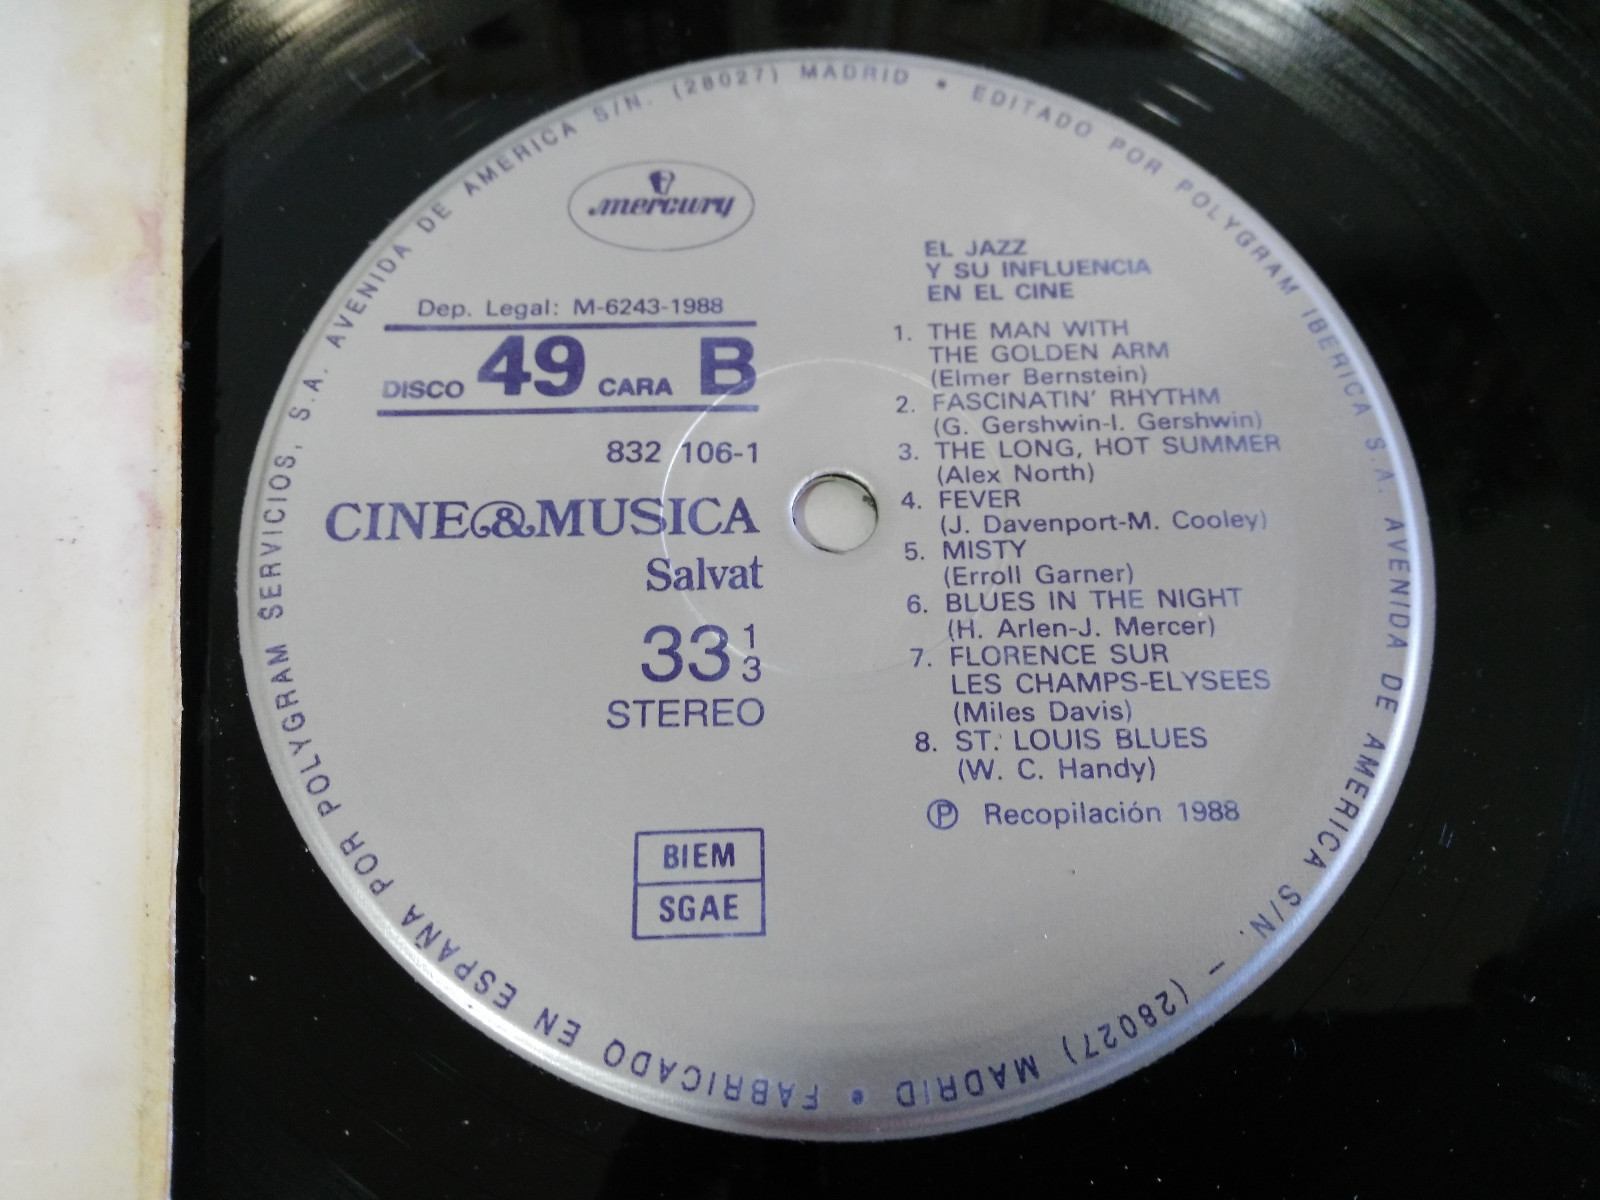 mercury
Dep. Legal: M-6243-1988
DISCO 49 CARA B
832 106-1
CINE&MUSICA
Salvat
33 1/3
STEREO
BIEM
SGAE
EL JAZZ
Y SU INFLUENCIA
EN EL CINE
1. THE MAN WITH
THE GOLDEN ARM
(Elmer Bernstein)
2. FASCINATIN' RHYTHM
(G. Gershwin-I. Gershwin)
3. THE LONG, HOT SUMMER
(Alex North)
4. FEVER
(J. Davenport-M. Cooley)
5. MISTY
(Erroll Garner)
6. BLUES IN THE NIGHT
(H. Arlen-J. Mercer)
7. FLORENCE SUR
LES CHAMPS-ELYSEES
(Miles Davis)
8. ST. LOUIS BLUES
(W. C. Handy)
℗ Recopilación 1988
EDITADO POR POLYGRAM IBERICA S.A. AVENIDA DE AMERICA S/N. - (28027) MADRID •
FABRICADO EN ESPAÑA POR POLYGRAM SERVICIOS, S.A. AVENIDA DE AMERICA S/N. (28027) MADRID •